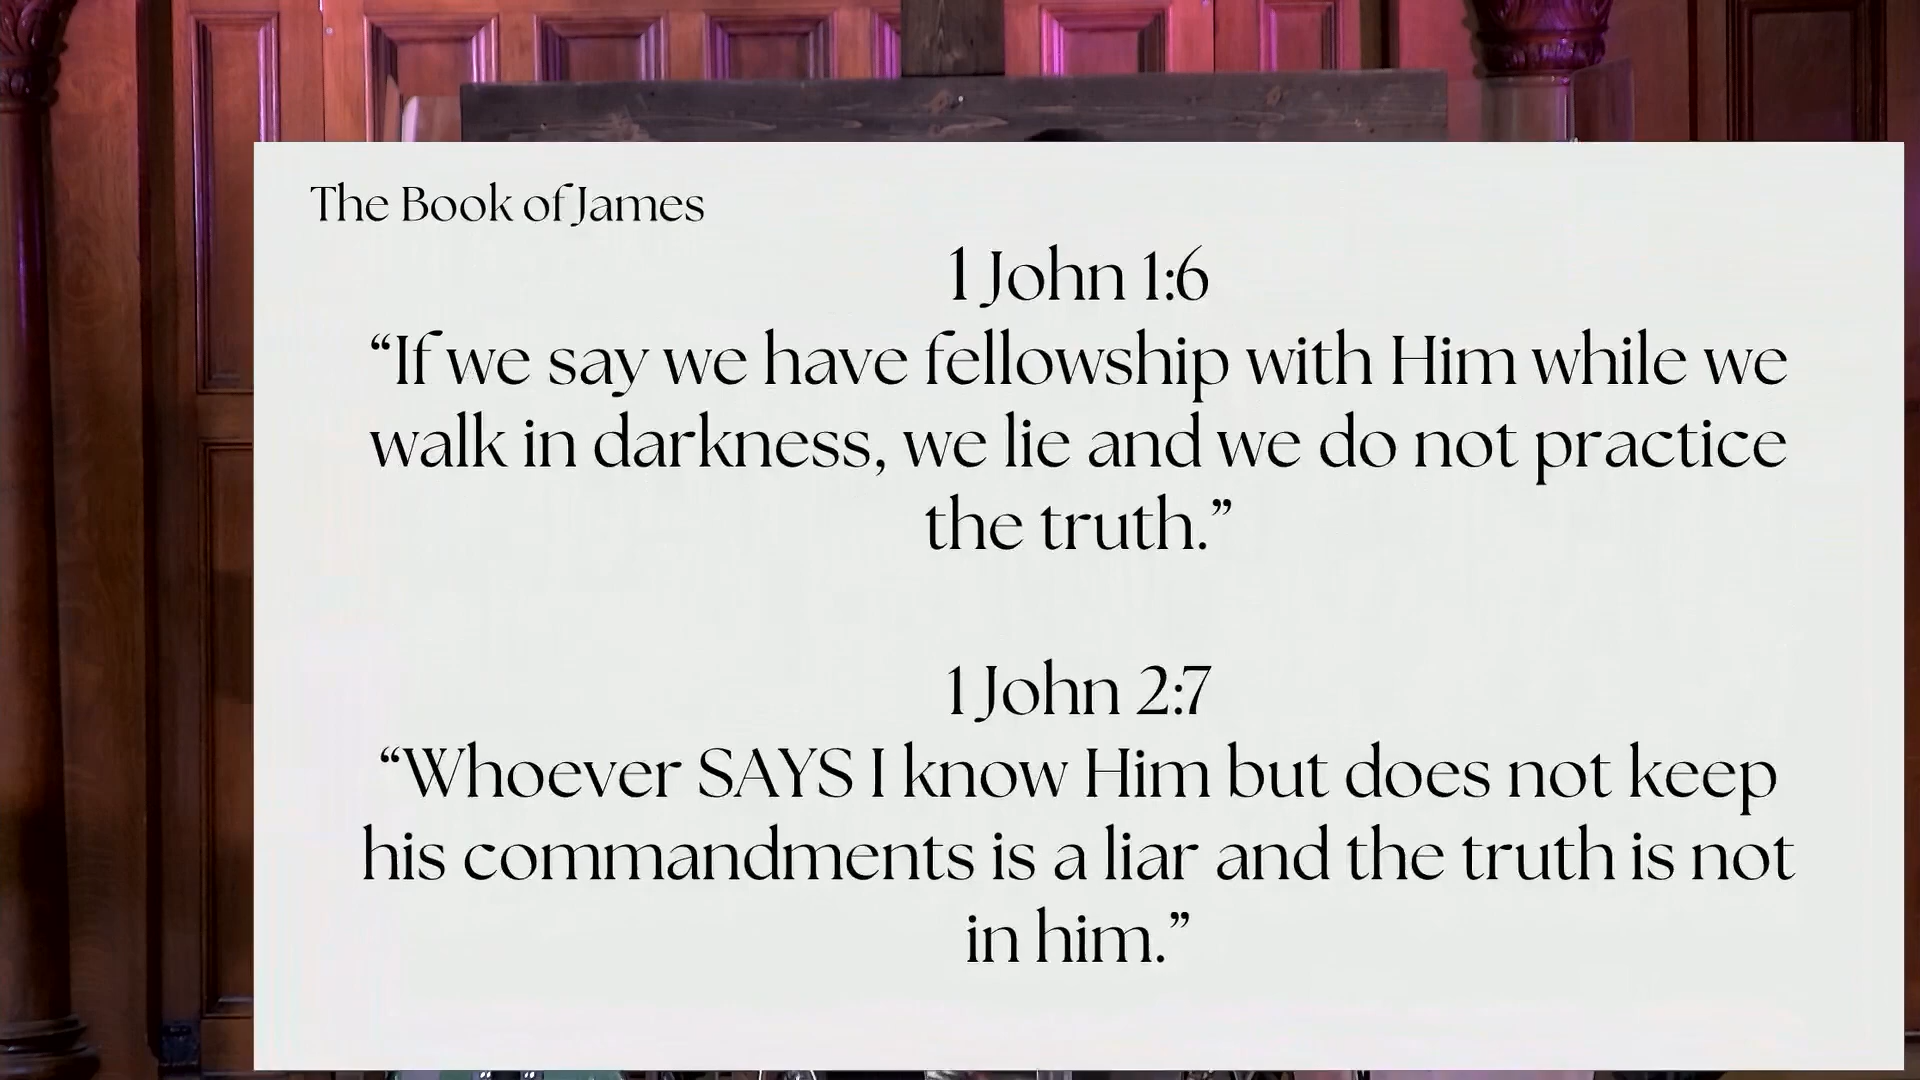 The Book of James
1 John 1:6
“If we say we have fellowship with Him while we
walk in darkness, we lie and we do not practice
the truth.”
1 John 2:7
“Whoever SAYS I know Him but does not keep
his commandments is a liar and the truth is not
in him.”